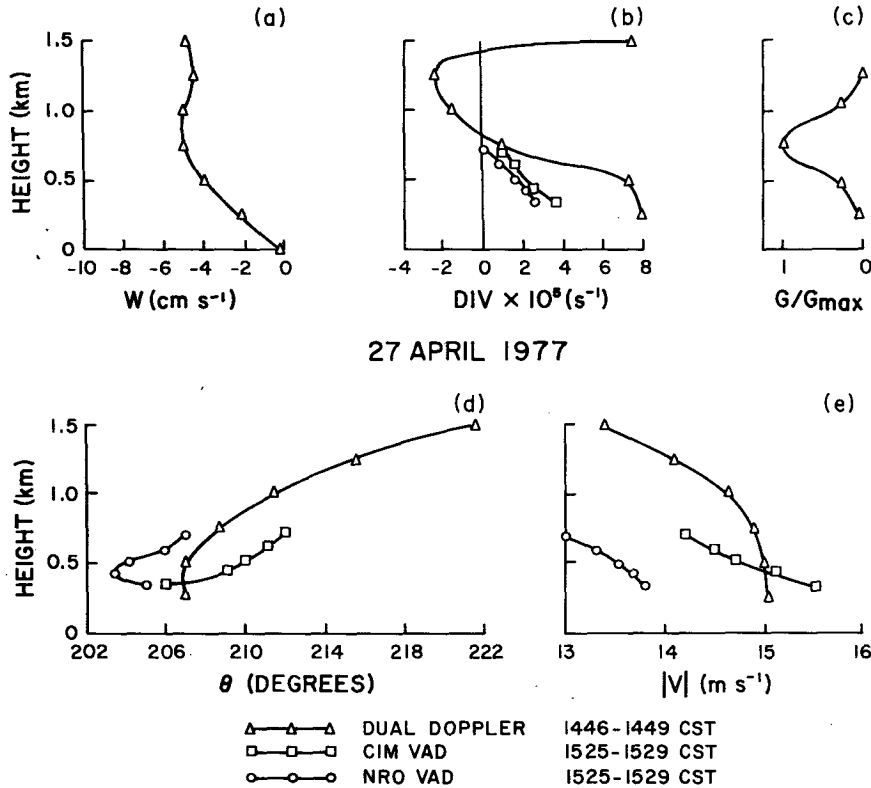 (a) (b) (c)
HEIGHT (km)
1.5
1.0
0.5
0
-10 -8 -6 -4 -2 0
W (cm s⁻¹)
-4 -2 0 2 4 6 8
DIV × 10⁵ (s⁻¹)
1 0
G/Gmax
27 APRIL 1977
(d) (e)
HEIGHT (km)
1.5
1.0
0.5
0
202 206 210 214 218 222
θ (DEGREES)
13 14 15 16
|V| (m s⁻¹)
DUAL DOPPLER 1446-1449 CST
CIM VAD 1525-1529 CST
NRO VAD 1525-1529 CST